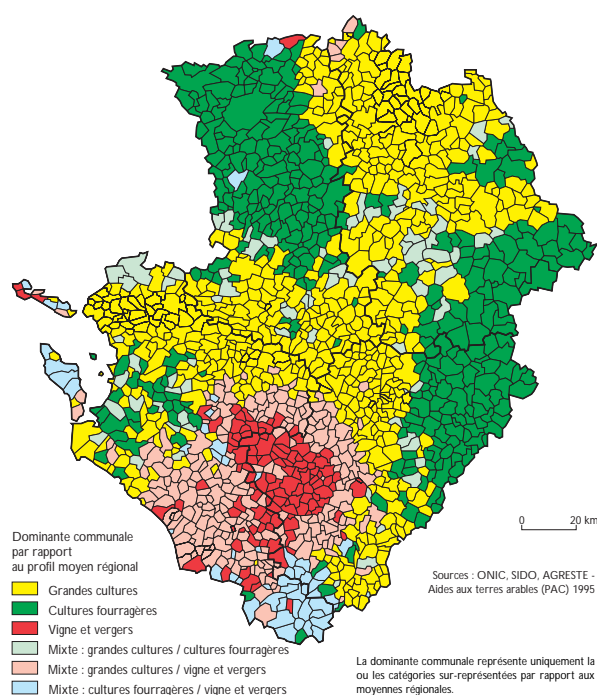 Dominante communale
par rapport
au profil moyen régional
Grandes cultures
Cultures fourragères
Vigne et vergers
Mixte : grandes cultures / cultures fourragères
Mixte : grandes cultures / vigne et vergers
Mixte : cultures fourragères / vigne et vergers
0 20 km
Sources : ONIC, SIDO, AGRESTE -
Aides aux terres arables (PAC) 1995
La dominante communale représente uniquement la
ou les catégories sur-représentées par rapport aux
moyennes régionales.